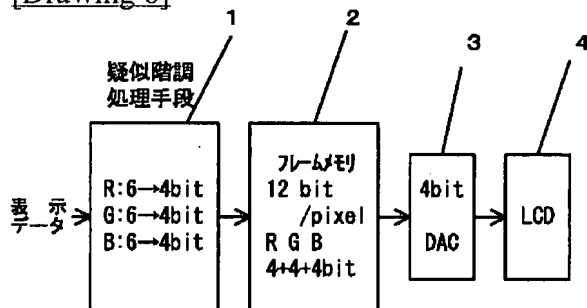 [Drawing 6]
1
2
3
4
疑似階調
処理手段
表 示
データ
R:6→4bit
G:6→4bit
B:6→4bit
フレームメモリ
12 bit
/pixel
R G B
4+4+4bit
4bit
DAC
LCD